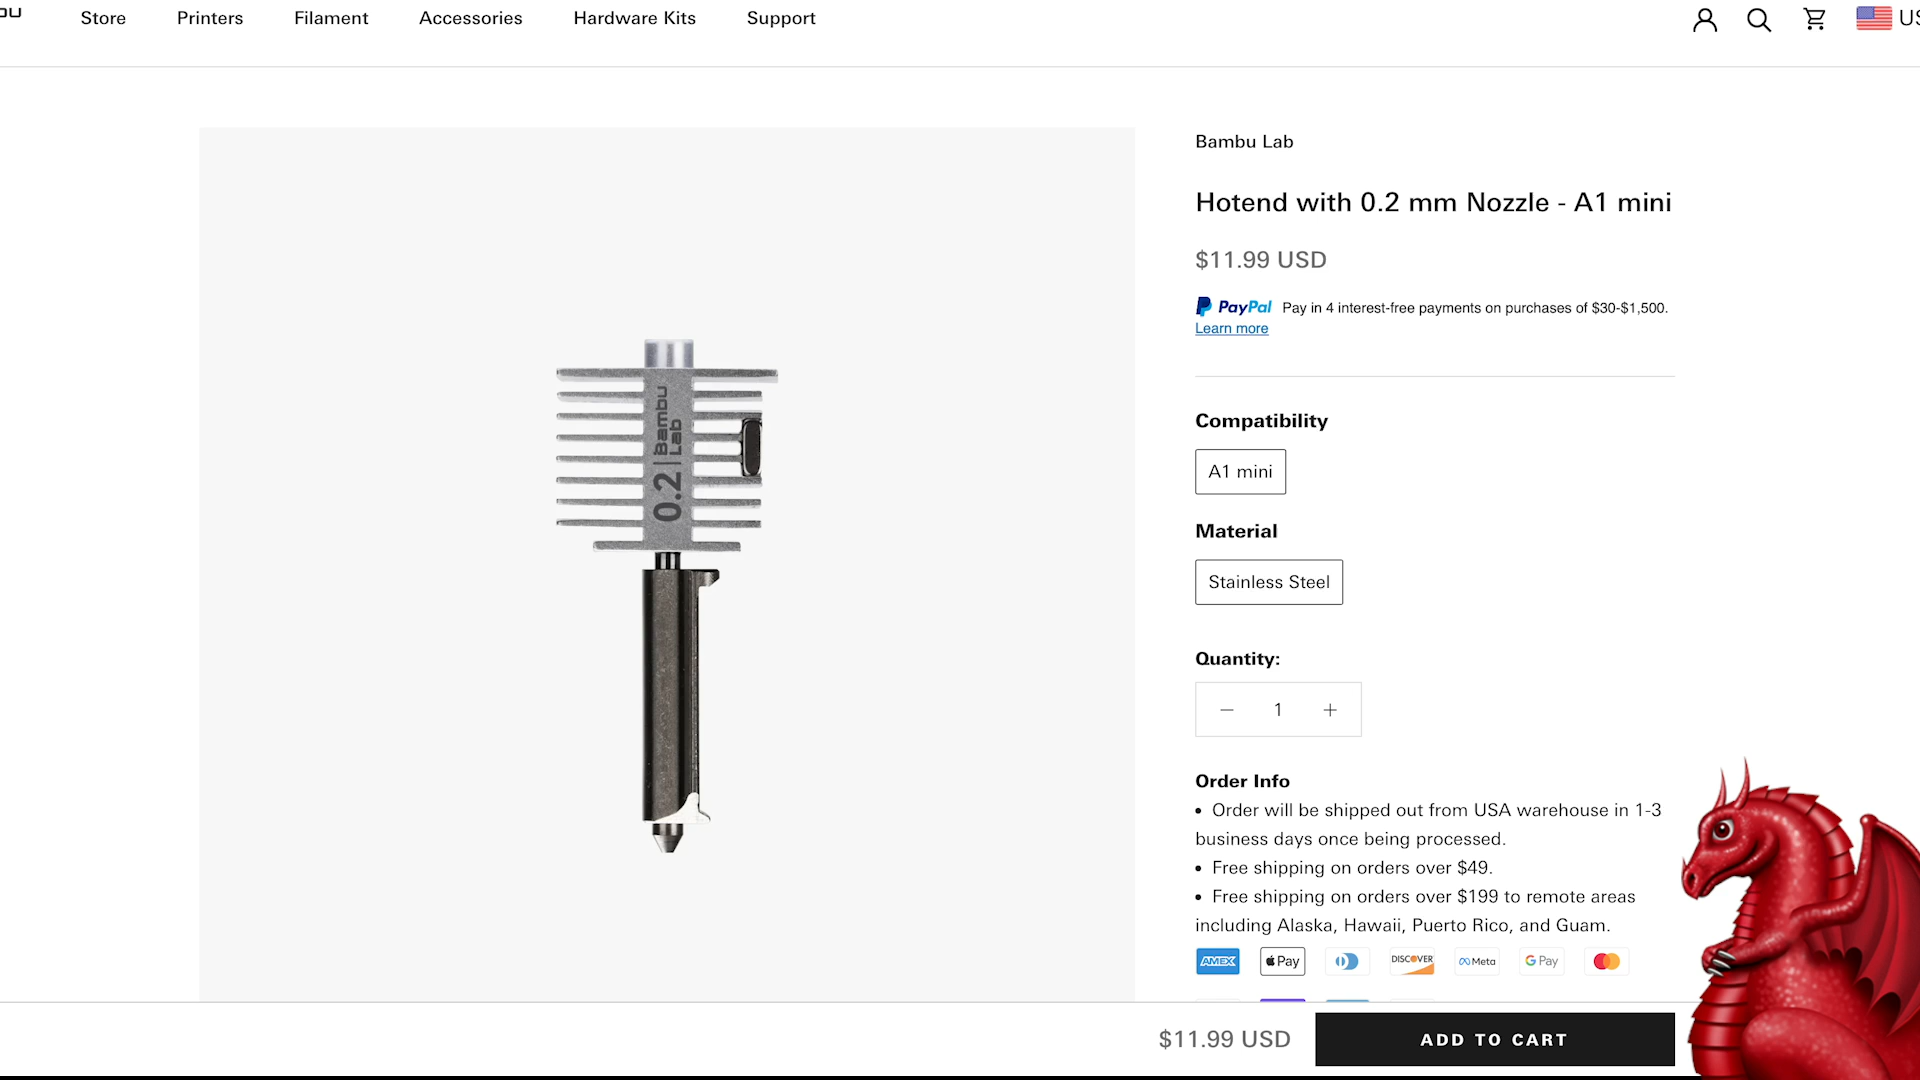 Store Printers Filament Accessories Hardware Kits Support
Bambu Lab
Hotend with 0.2 mm Nozzle - A1 mini
$11.99 USD
PayPal Pay in 4 interest-free payments on purchases of $30-$1,500.
Learn more
0.2 | Bambu Lab
Compatibility
A1 mini
Material
Stainless Steel
Quantity:
− 1 +
Order Info
• Order will be shipped out from USA warehouse in 1-3
business days once being processed.
• Free shipping on orders over $49.
• Free shipping on orders over $199 to remote areas
including Alaska, Hawaii, Puerto Rico, and Guam.
AMEX Pay DISCOVER Meta G Pay
$11.99 USD ADD TO CART